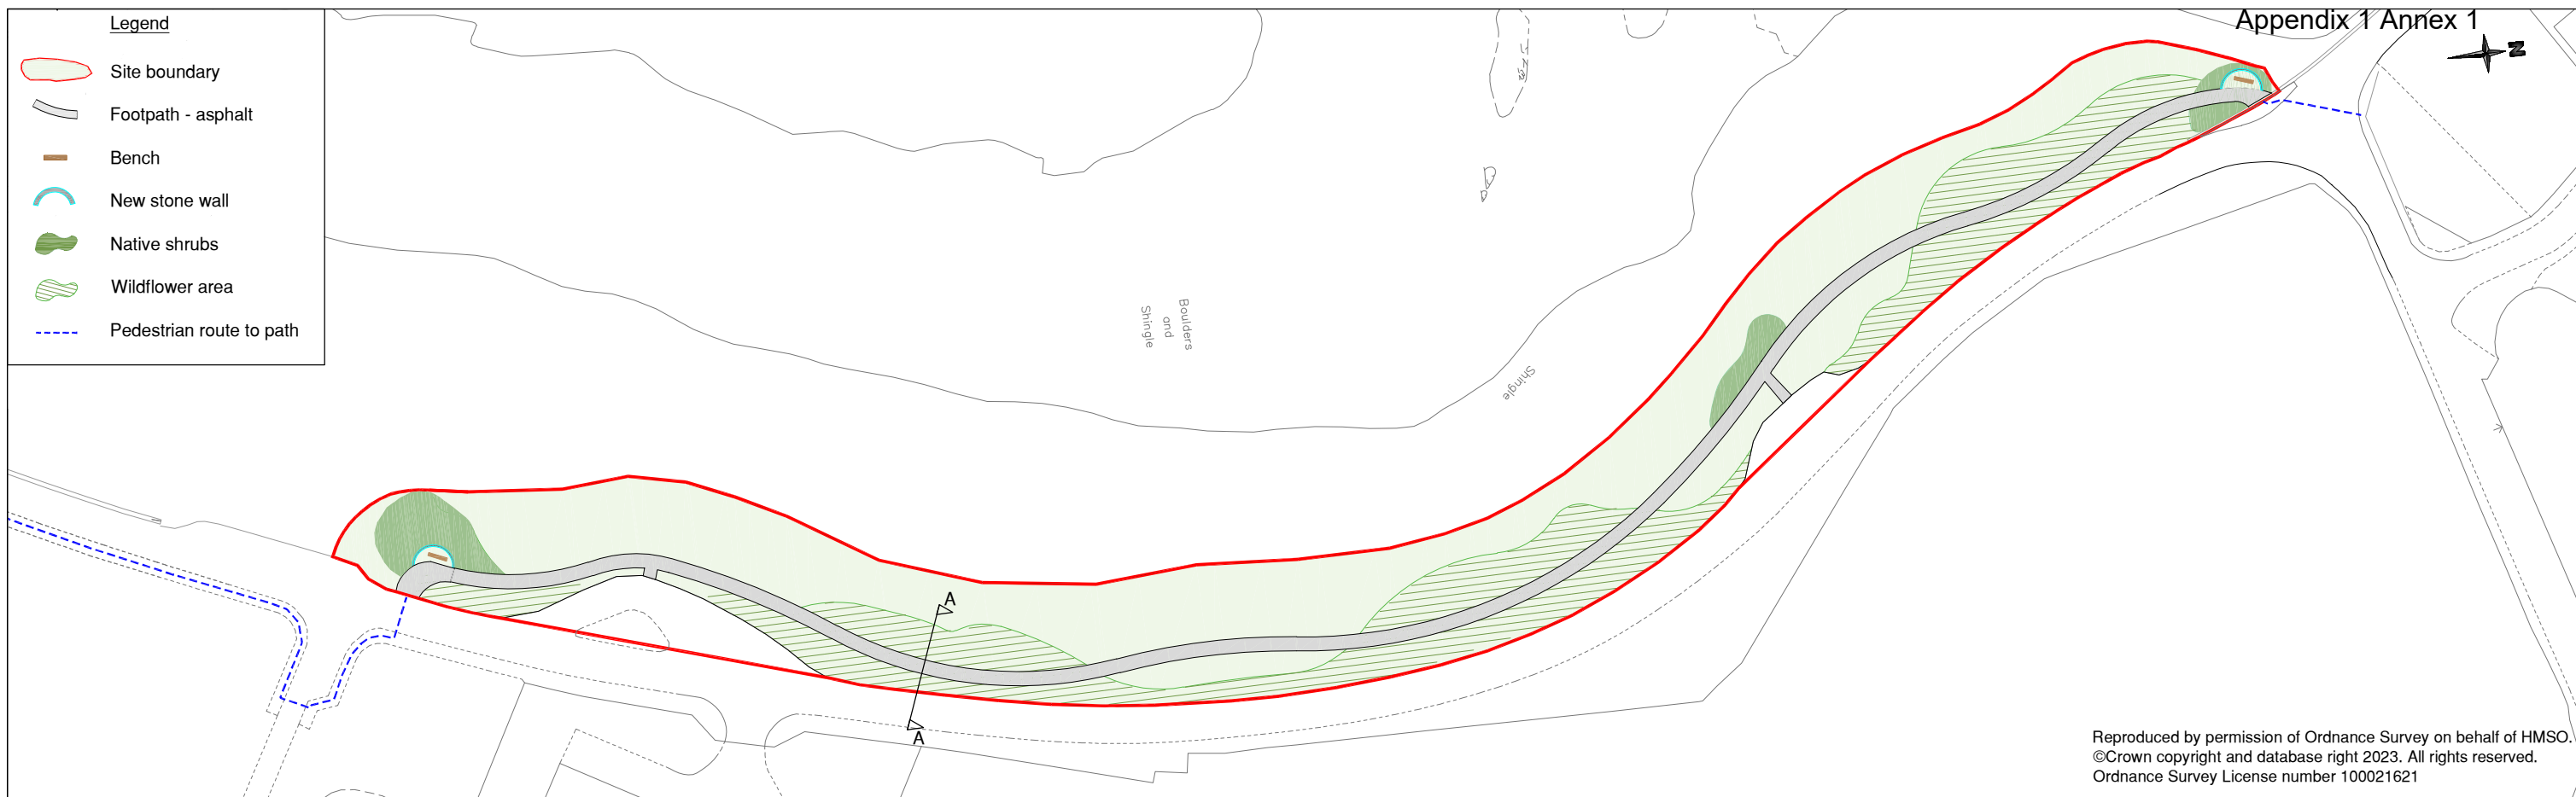 Appendix 1 Annex 1
N
Legend
Site boundary
Footpath - asphalt
Bench
New stone wall
Native shrubs
Wildflower area
Pedestrian route to path
Boulders
and
Shingle
Shingle
A
A
Reproduced by permission of Ordnance Survey on behalf of HMSO.
©Crown copyright and database right 2023. All rights reserved.
Ordnance Survey License number 100021621